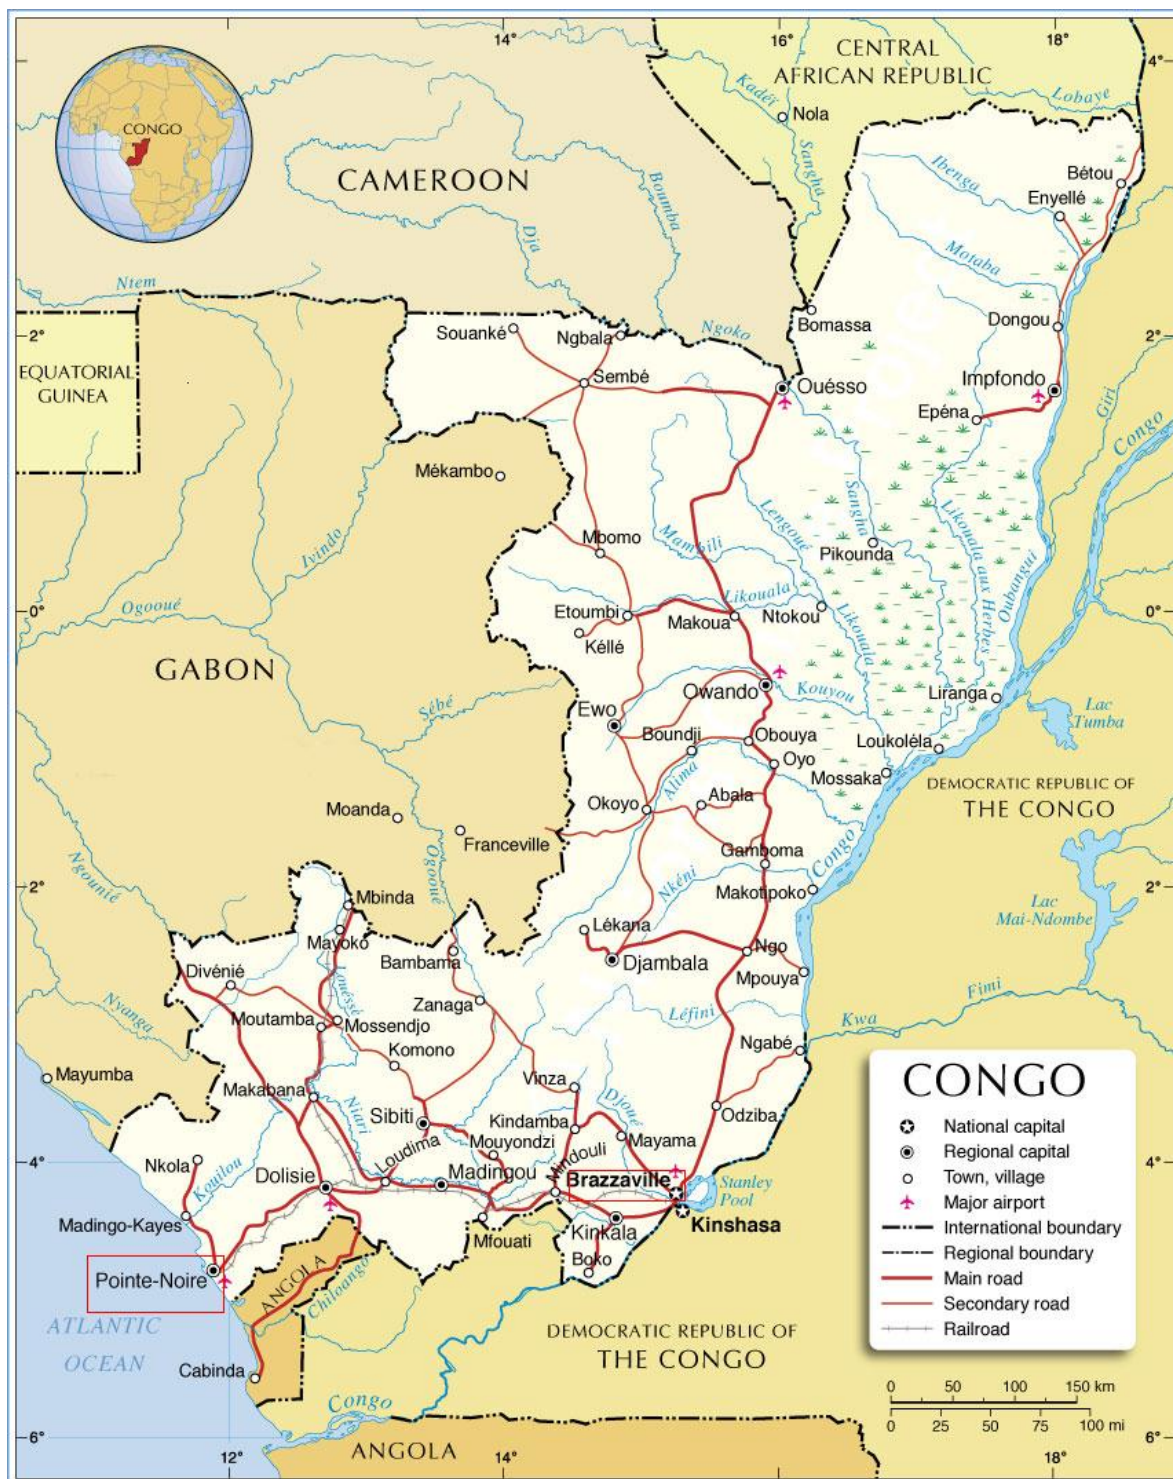 14°
16°
18°
4°
CENTRAL
AFRICAN REPUBLIC
Kadéï
Lobaye
Nola
Sangha
CONGO
CAMEROON
Boumba
Dja
Ibenga
Bétou
Enyellé
Motaba
Ntem
Bomassa
Dongou
2°
Souanké
Ngbala
Ngoko
2°
EQUATORIAL
GUINEA
Sembé
Ouésso
Impfondo
Epéna
Giri
Congo
Mékambo
Lengoué
Sangha
Likouala aux Herbes
Oubangui
Ivindo
Mbomo
Mambili
Pikounda
Ogooué
0°
Etoumbi
Likouala
Makoua
Ntokou
Likouala
0°
Kéllé
GABON
Owando
Kouyou
Liranga
Sébé
Ewo
Boundji
Obouya
Loukoléla
Lac
Tumba
Oyo
Mossaka
Alima
DEMOCRATIC REPUBLIC OF
THE CONGO
Okoyo
Abala
Moanda
Franceville
Gamboma
Congo
Ngounié
Ogooué
Nkéni
2°
Mbinda
Makotipoko
2°
Lac
Mai-Ndombe
Mayoko
Lékana
Bambama
Ngo
Djambala
Divénié
Louéssé
Mpouya
Fimi
Nyanga
Zanaga
Moutamba
Mossendjo
Léfini
Kwa
Komono
Ngabé
Mayumba
Vinza
Makabana
Niari
Djoué
Odziba
Sibiti
Kindamba
Mouyondzi
Mayama
Nkola
Loudima
Mindouli
4°
Kouilou
Dolisie
Madingou
Brazzaville
Stanley
Pool
Madingo-Kayes
Kinshasa
Mfouati
Kinkala
Boko
Pointe-Noire
ANGOLA
Chiloango
ATLANTIC
OCEAN
DEMOCRATIC REPUBLIC OF
THE CONGO
Cabinda
Congo
ANGOLA
CONGO
National capital
Regional capital
Town, village
Major airport
International boundary
Regional boundary
Main road
Secondary road
Railroad
0 50 100 150 km
0 25 50 75 100 mi
6°
6°
12°
14°
18°